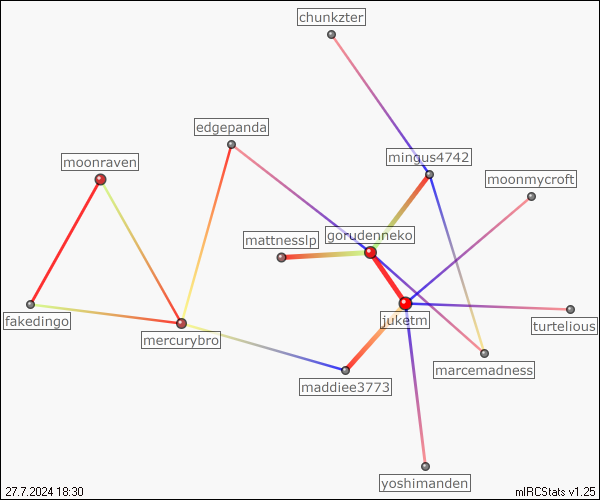 chunkzter
edgepanda
mingus4742
moonraven
moonmycroft
gorudenneko
mattnesslp
fakedingo
juketm
turtelious
mercurybro
marcemadness
maddiee3773
yoshimanden
27.7.2024 18:30
mIRCStats v1.25